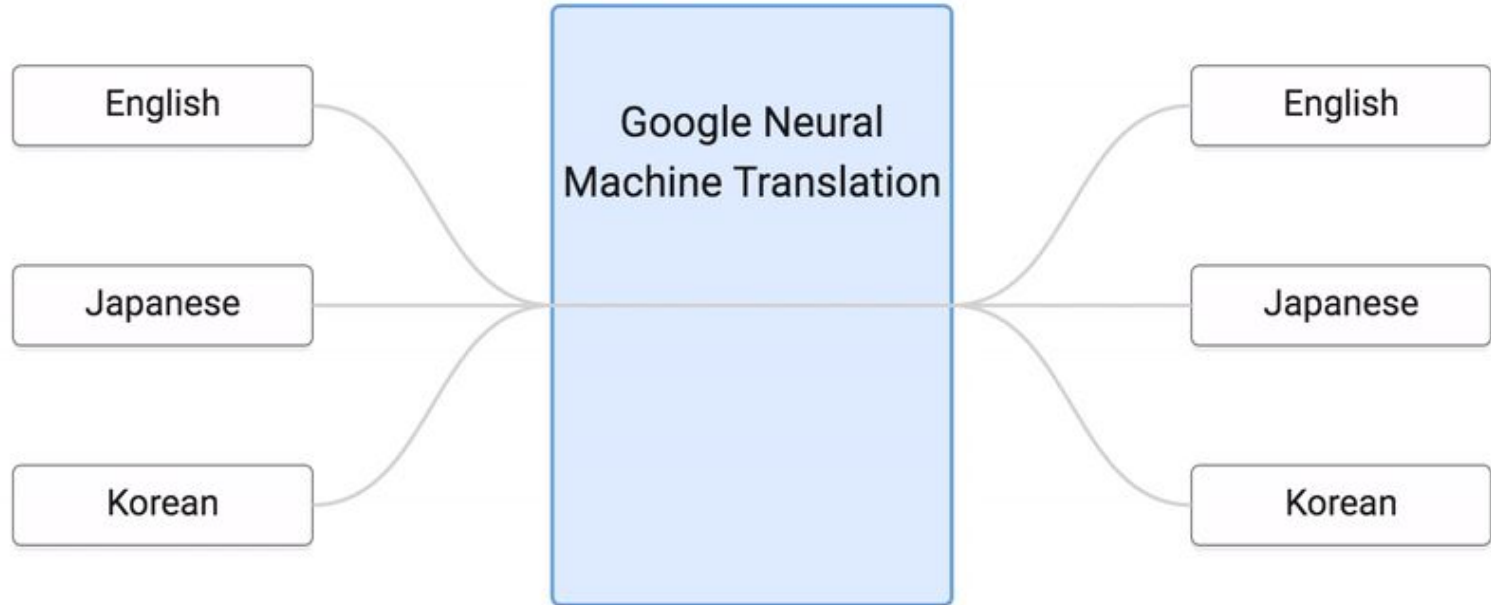 English
Japanese
Korean
Google Neural
Machine Translation
English
Japanese
Korean